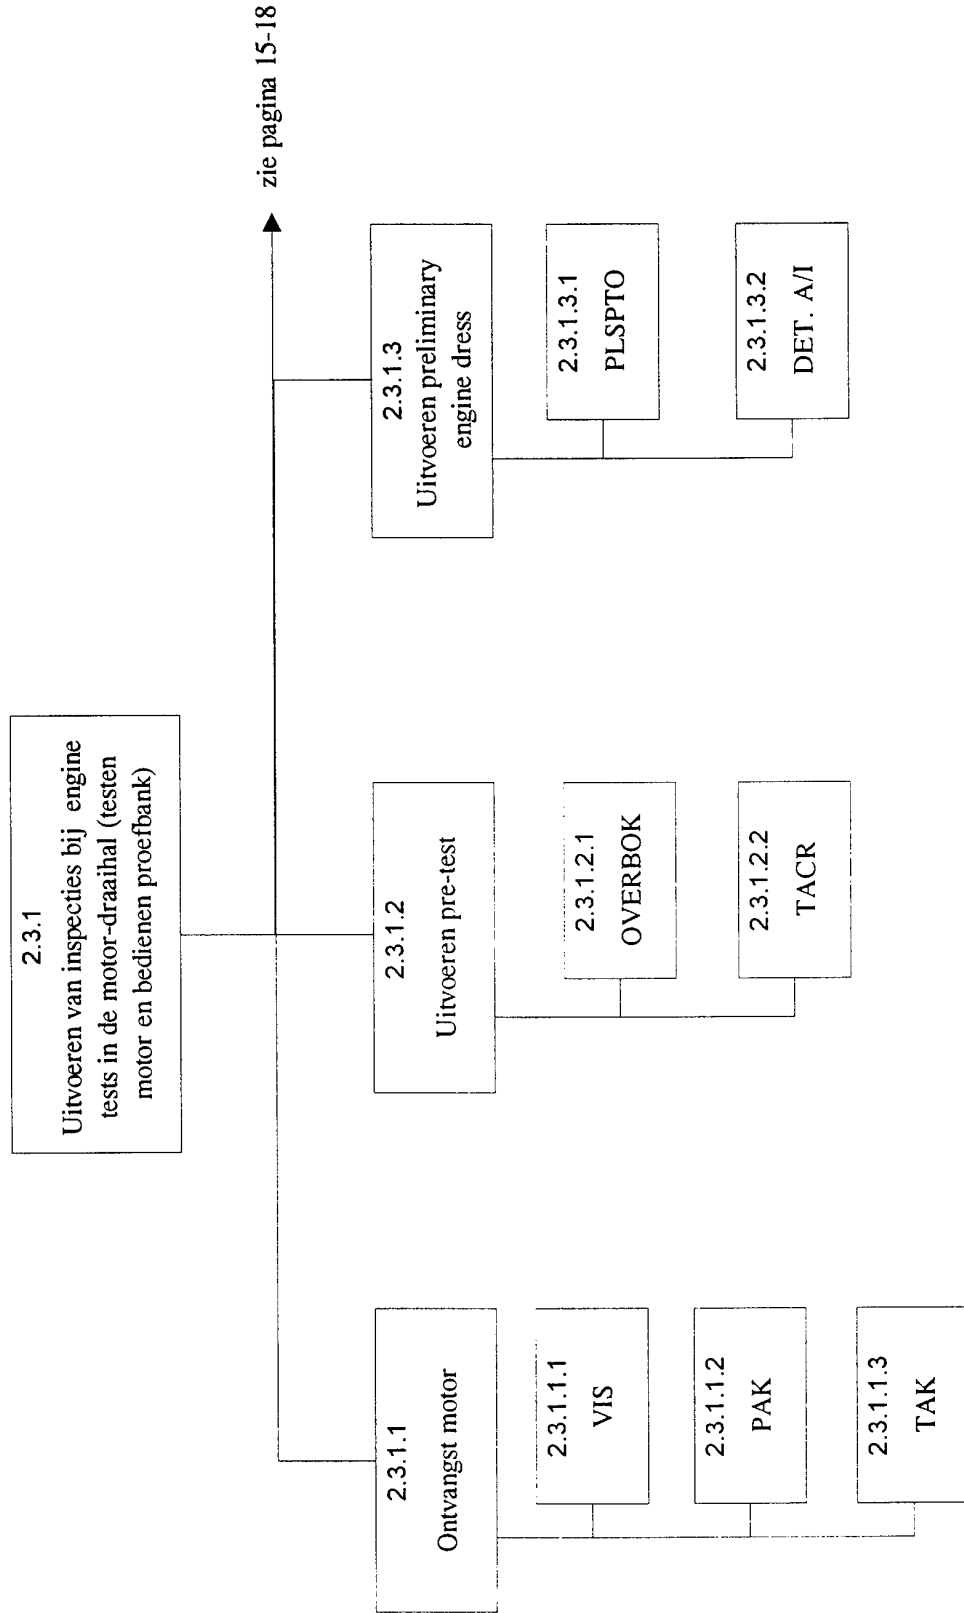 2.3.1
Uitvoeren van inspecties bij engine
tests in de motor-draaihal (testen
motor en bedienen proefbank)
zie pagina 15-18
2.3.1.1
Ontvangst motor
2.3.1.1.1
VIS
2.3.1.1.2
PAK
2.3.1.1.3
TAK
2.3.1.2
Uitvoeren pre-test
2.3.1.2.1
OVERBOK
2.3.1.2.2
TACR
2.3.1.3
Uitvoeren preliminary
engine dress
2.3.1.3.1
PLSPTO
2.3.1.3.2
DET. A/I